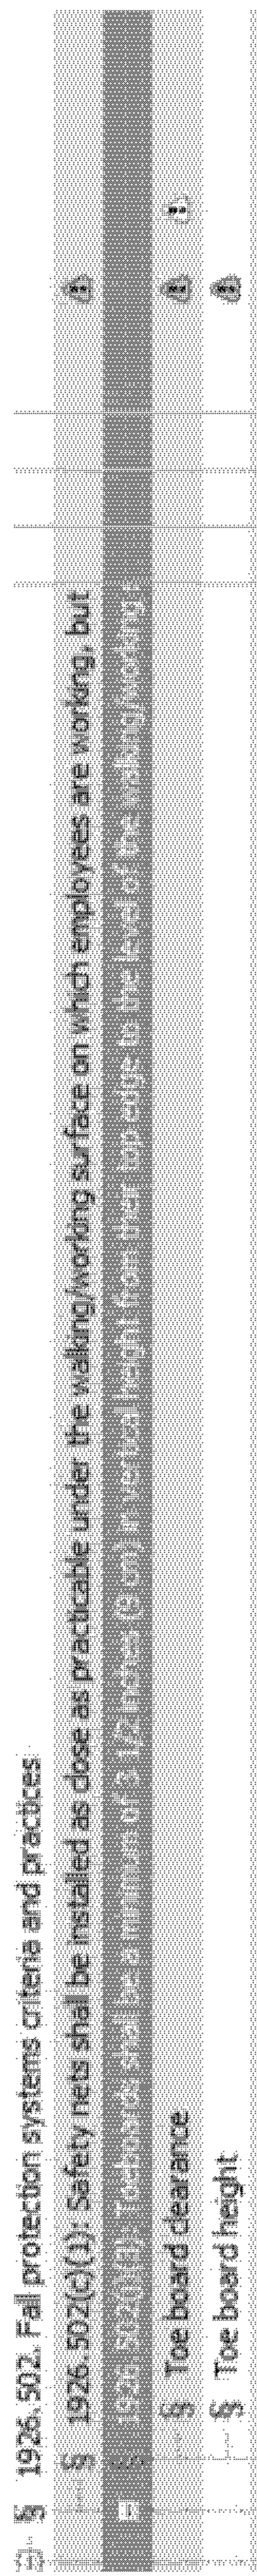 § 1926.502. Fall protection systems criteria and practices
§ 1926.502(c)(1): Safety nets shall be installed as close as practicable under the walking/working surface on which employees are working, but
§ Toeboards shall be a minimum of 3 1/2 inches (9 cm) in vertical height from their top edge to the level of the walking/working
§ Toe board clearance
§ Toe board height